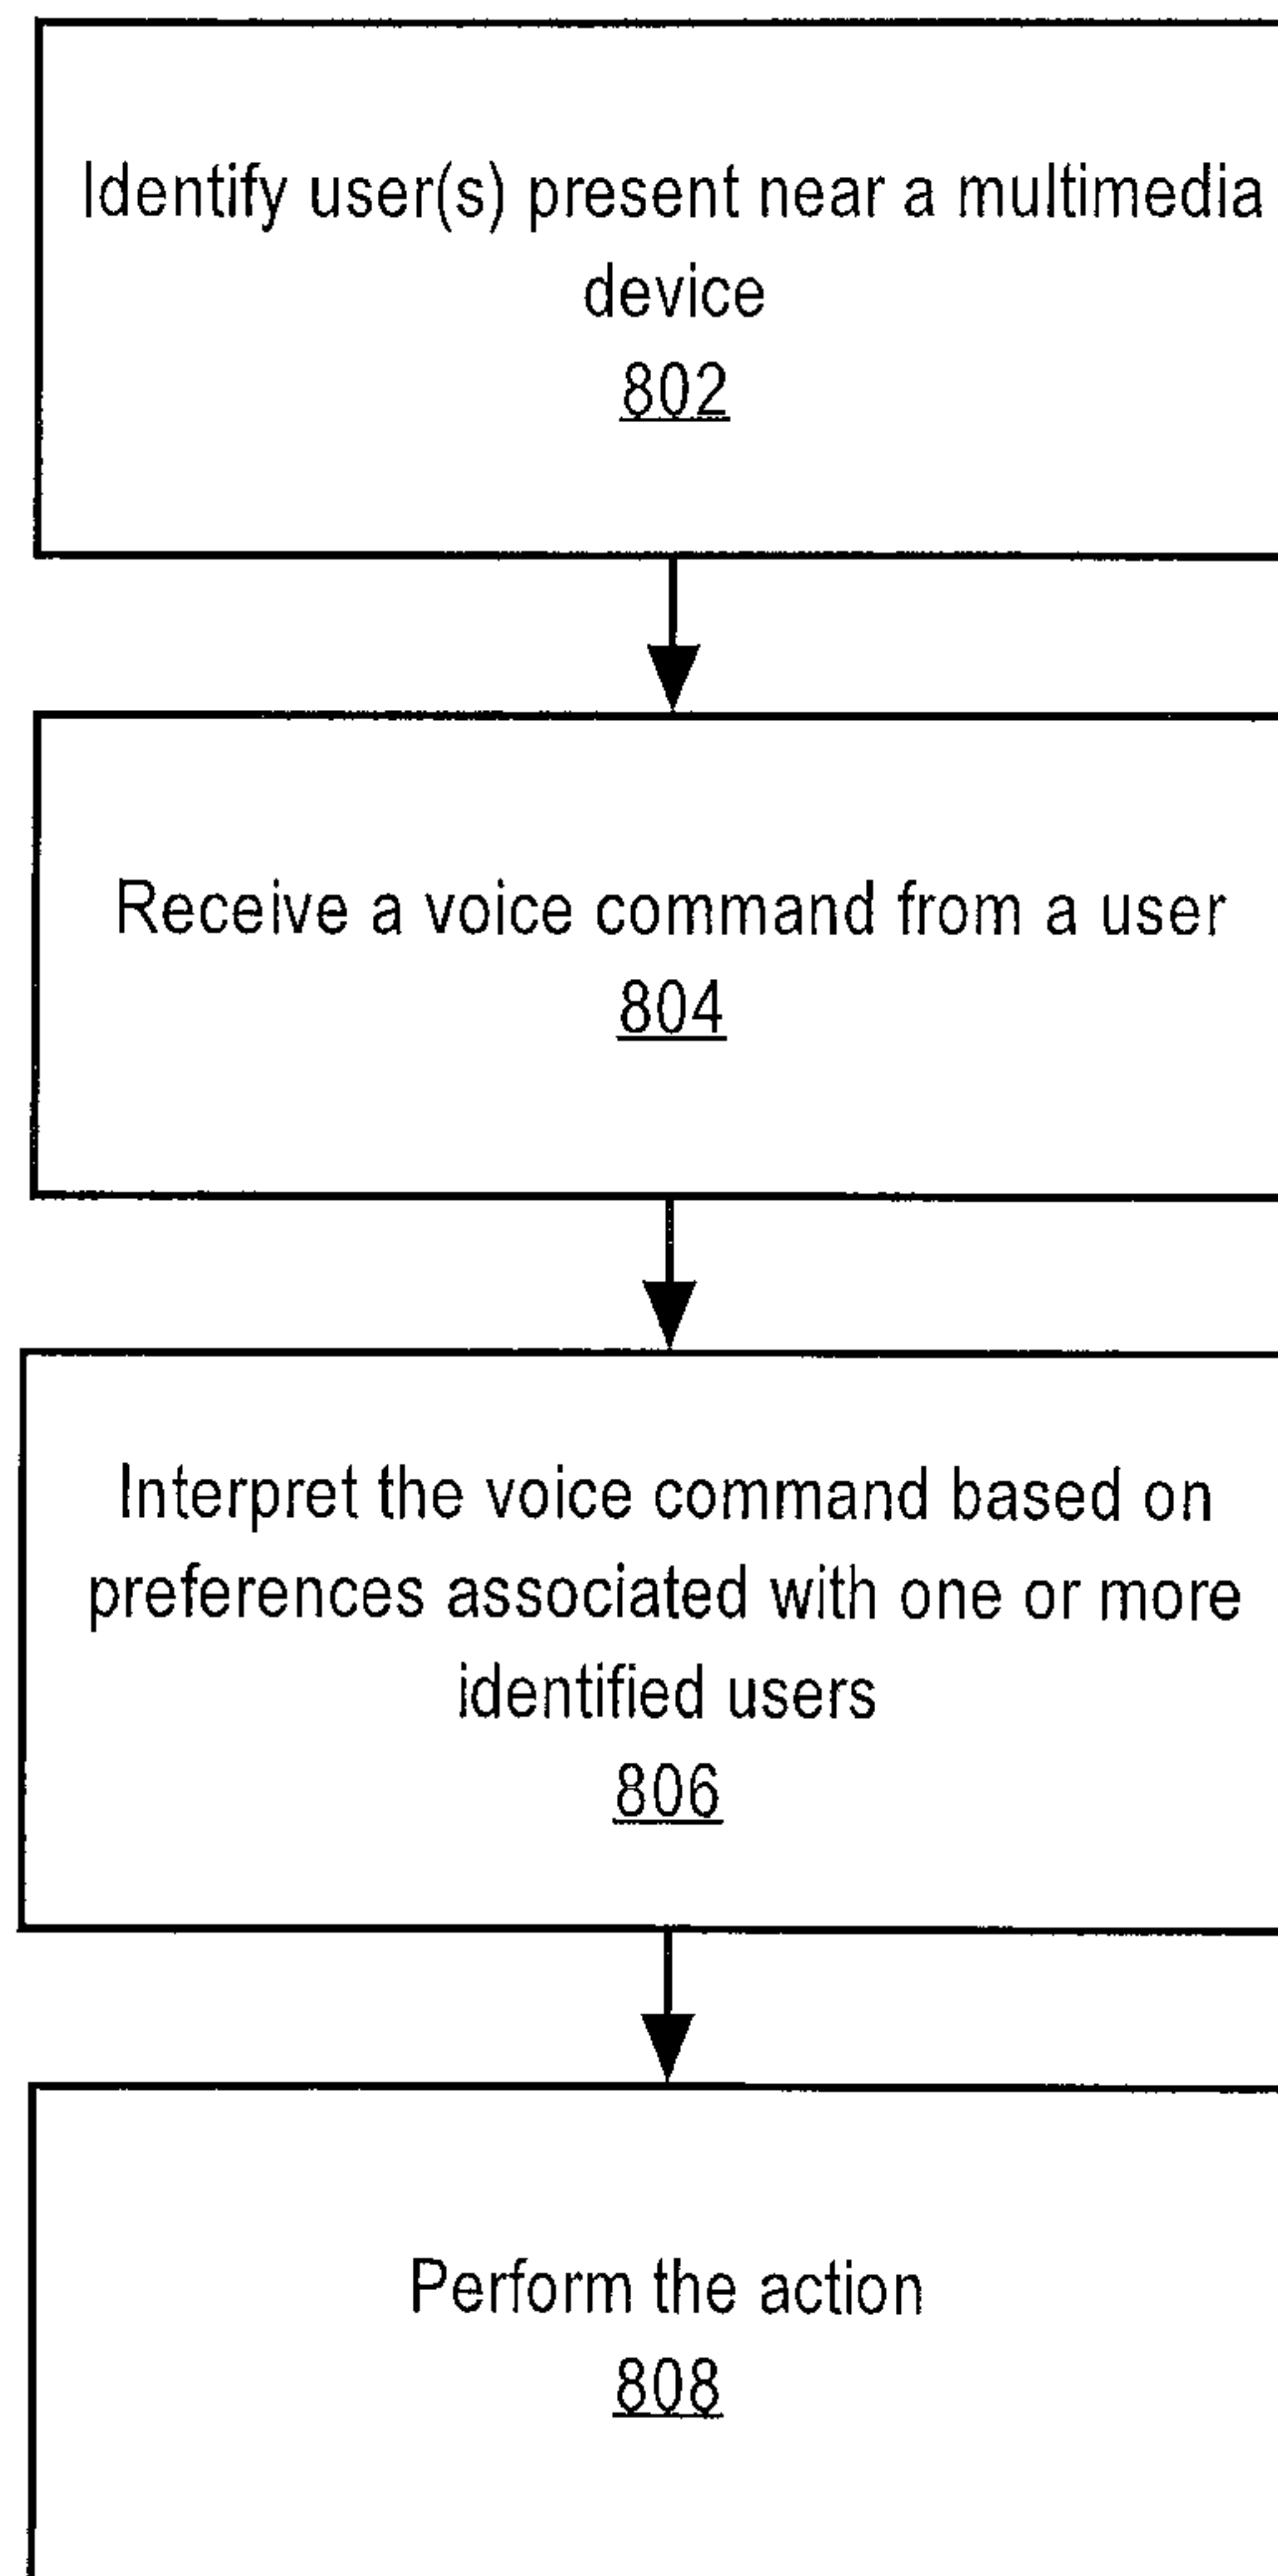 Identify user(s) present near a multimedia
device
802
Receive a voice command from a user
804
Interpret the voice command based on
preferences associated with one or more
identified users
806
Perform the action
808